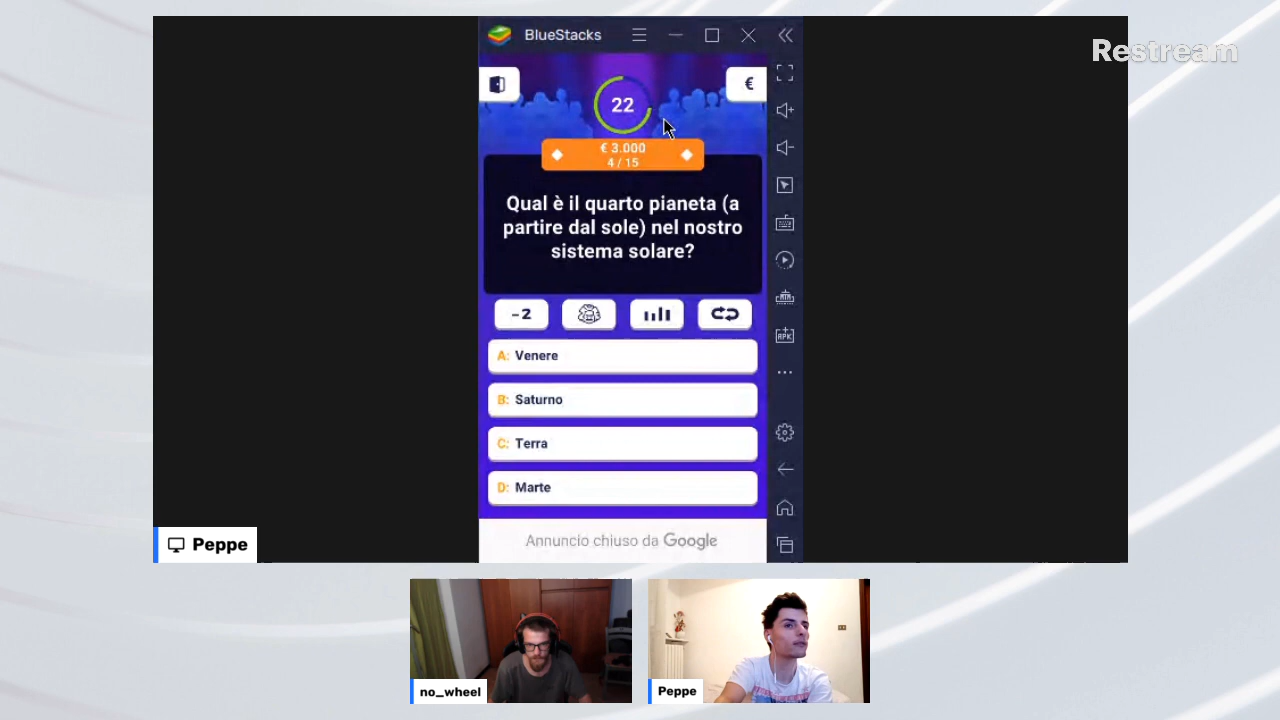 BlueStacks
Restream
22
€
€ 3.000
4 / 15
Qual è il quarto pianeta (a
partire dal sole) nel nostro
sistema solare?
-2
A: Venere
B: Saturno
C: Terra
D: Marte
Annuncio chiuso da Google
APK
Peppe
no_wheel
Peppe